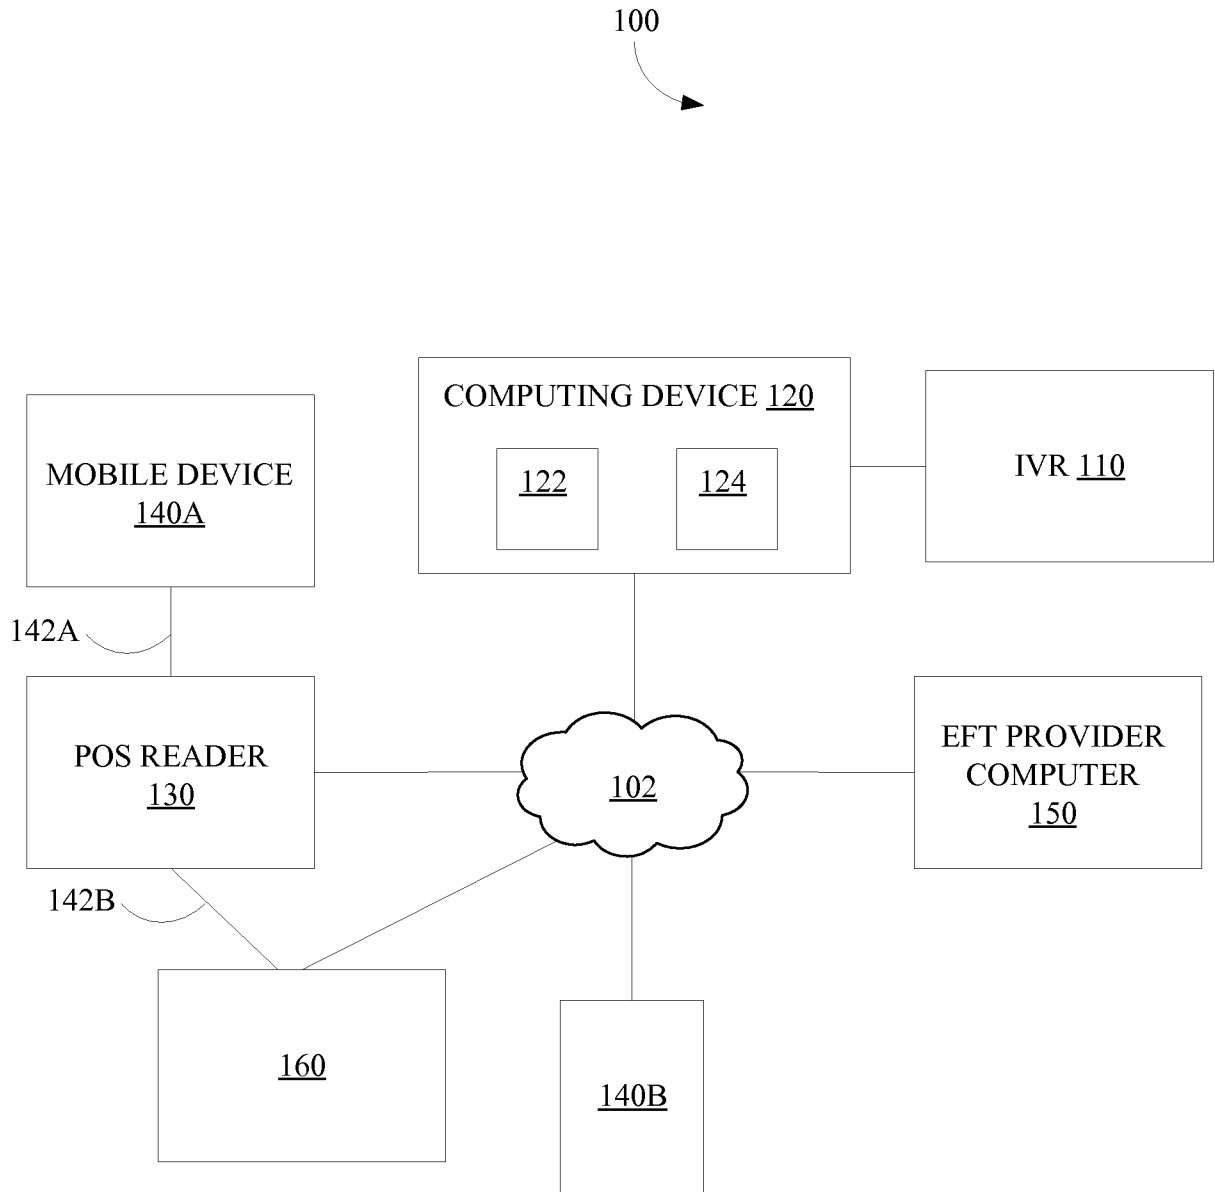 100
COMPUTING DEVICE 120
122
124
IVR 110
MOBILE DEVICE
140A
142A
POS READER
130
102
EFT PROVIDER
COMPUTER
150
142B
160
140B